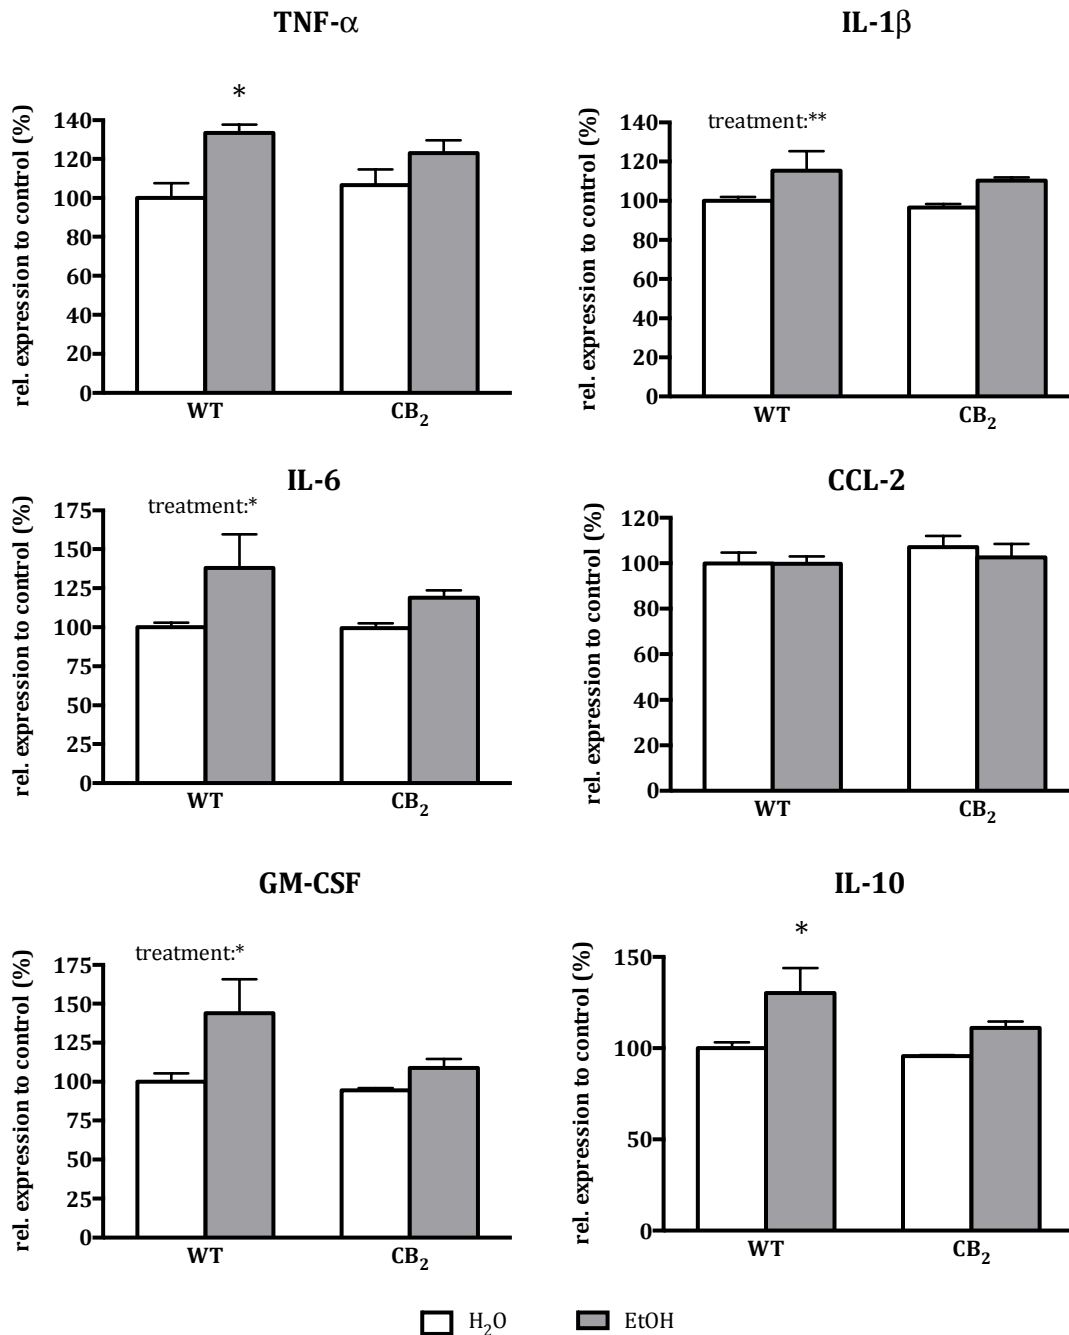 TNF-α
*
rel. expression to control (%)
140
120
100
80
60
40
20
0
WT
CB₂
IL-1β
treatment:**
rel. expression to control (%)
140
120
100
80
60
40
20
0
WT
CB₂
IL-6
treatment:*
rel. expression to control (%)
175
150
125
100
75
50
25
0
WT
CB₂
CCL-2
rel. expression to control (%)
120
100
80
60
40
20
0
WT
CB₂
GM-CSF
treatment:*
rel. expression to control (%)
175
150
125
100
75
50
25
0
WT
CB₂
IL-10
*
rel. expression to control (%)
150
100
50
0
WT
CB₂
H₂O
EtOH